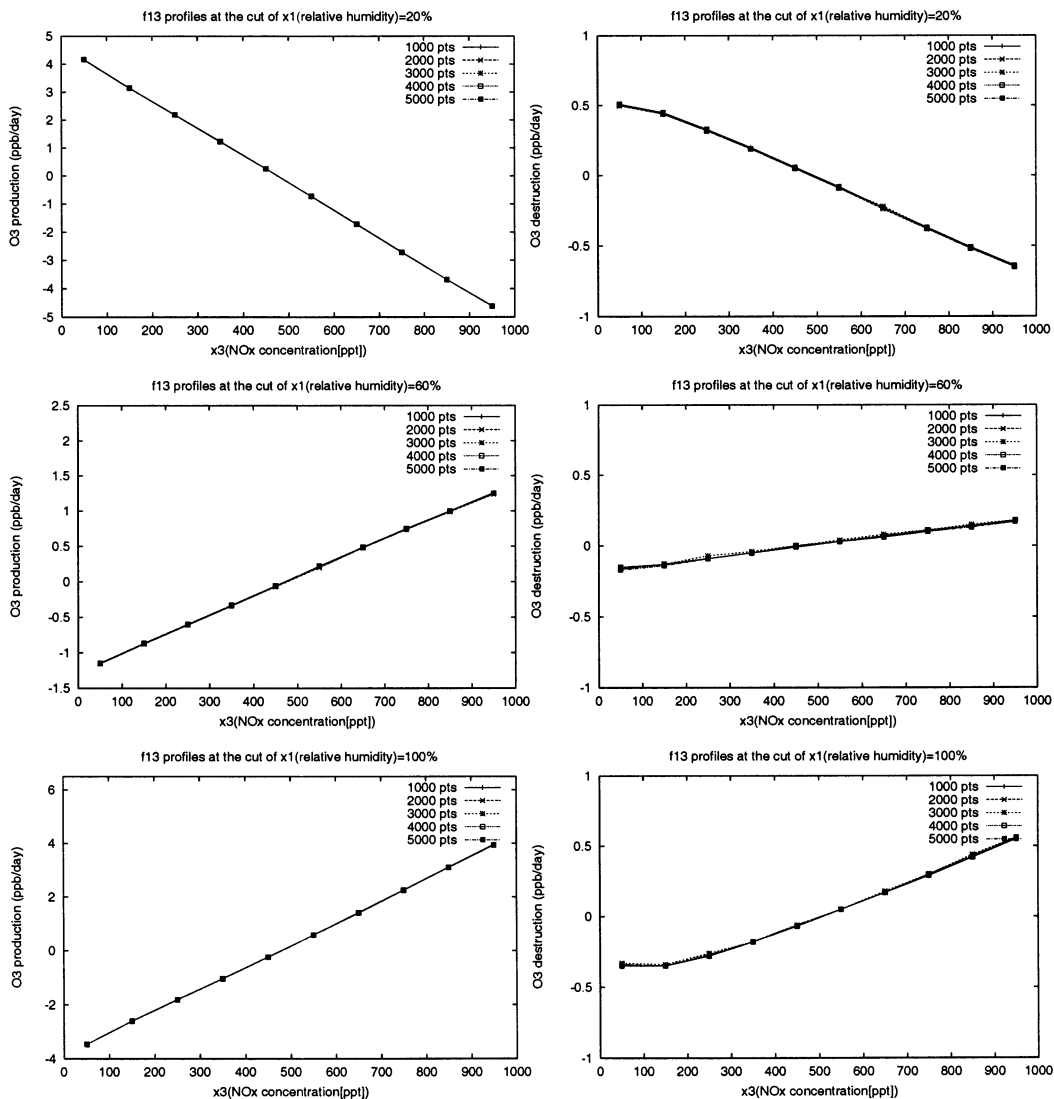 f13 profiles at the cut of x1(relative humidity)=20%
5
4
3
2
1
0
-1
-2
-3
-4
-5
O3 production (ppb/day)
1000 pts
2000 pts
3000 pts
4000 pts
5000 pts
0 100 200 300 400 500 600 700 800 900 1000
x3(NOx concentration[ppt])
f13 profiles at the cut of x1(relative humidity)=20%
1
0.5
0
-0.5
-1
O3 destruction (ppb/day)
1000 pts
2000 pts
3000 pts
4000 pts
5000 pts
0 100 200 300 400 500 600 700 800 900 1000
x3(NOx concentration[ppt])
f13 profiles at the cut of x1(relative humidity)=60%
2.5
2
1.5
1
0.5
0
-0.5
-1
-1.5
O3 production (ppb/day)
1000 pts
2000 pts
3000 pts
4000 pts
5000 pts
0 100 200 300 400 500 600 700 800 900 1000
x3(NOx concentration[ppt])
f13 profiles at the cut of x1(relative humidity)=60%
1
0.5
0
-0.5
-1
O3 destruction (ppb/day)
1000 pts
2000 pts
3000 pts
4000 pts
5000 pts
0 100 200 300 400 500 600 700 800 900 1000
x3(NOx concentration[ppt])
f13 profiles at the cut of x1(relative humidity)=100%
6
4
2
0
-2
-4
O3 production (ppb/day)
1000 pts
2000 pts
3000 pts
4000 pts
5000 pts
0 100 200 300 400 500 600 700 800 900 1000
x3(NOx concentration[ppt])
f13 profiles at the cut of x1(relative humidity)=100%
1
0.5
0
-0.5
-1
O3 destruction (ppb/day)
1000 pts
2000 pts
3000 pts
4000 pts
5000 pts
0 100 200 300 400 500 600 700 800 900 1000
x3(NOx concentration[ppt])